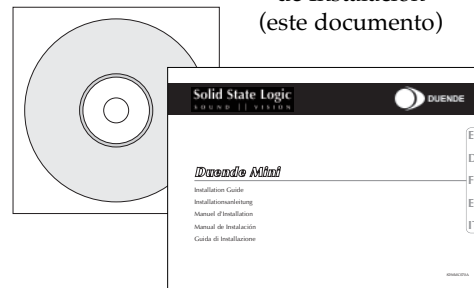 de Instalación
(este documento)
Solid State Logic
SOUND || VISION
DUENDE
Duende Mini
Installation Guide
Installationsanleitung
Manuel d'Installation
Manual de Instalación
Guida di Installazione
E
D
F
E
IT